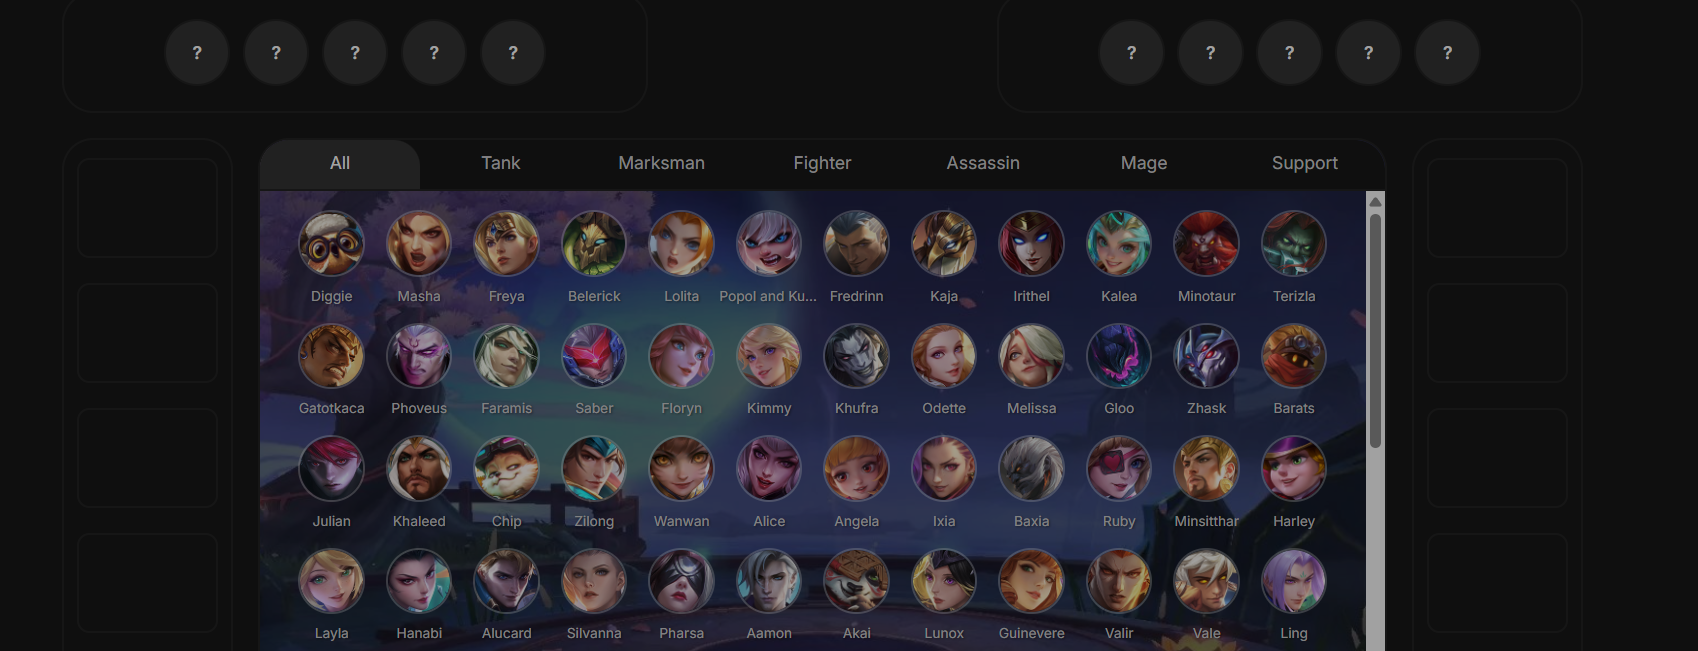 ? ? ? ? ? ? ? ? ? ?
All Tank Marksman Fighter Assassin Mage Support
Diggie Masha Freya Belerick Lolita Popol and Ku... Fredrinn Kaja Irithel Kalea Minotaur Terizla
Gatotkaca Phoveus Faramis Saber Floryn Kimmy Khufra Odette Melissa Gloo Zhask Barats
Julian Khaleed Chip Zilong Wanwan Alice Angela Ixia Baxia Ruby Minsitthar Harley
Layla Hanabi Alucard Silvanna Pharsa Aamon Akai Lunox Guinevere Valir Vale Ling